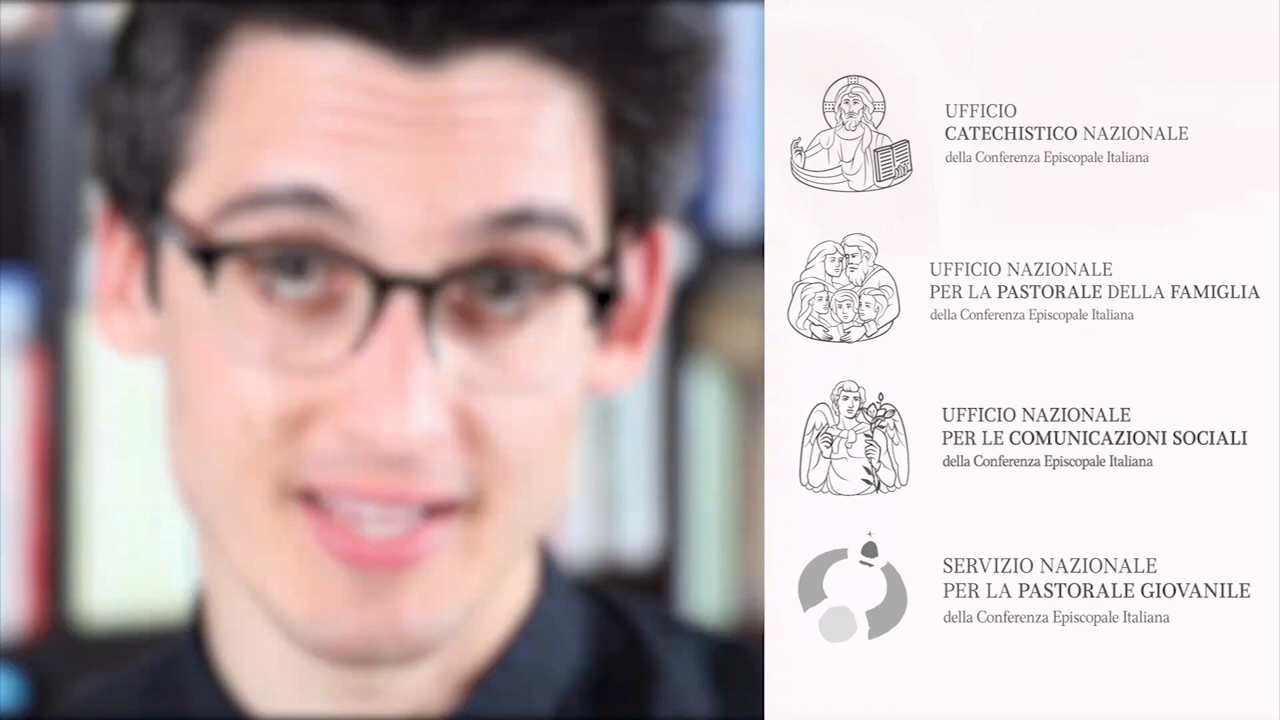 UFFICIO
CATECHISTICO NAZIONALE
della Conferenza Episcopale Italiana
UFFICIO NAZIONALE
PER LA PASTORALE DELLA FAMIGLIA
della Conferenza Episcopale Italiana
UFFICIO NAZIONALE
PER LE COMUNICAZIONI SOCIALI
della Conferenza Episcopale Italiana
SERVIZIO NAZIONALE
PER LA PASTORALE GIOVANILE
della Conferenza Episcopale Italiana